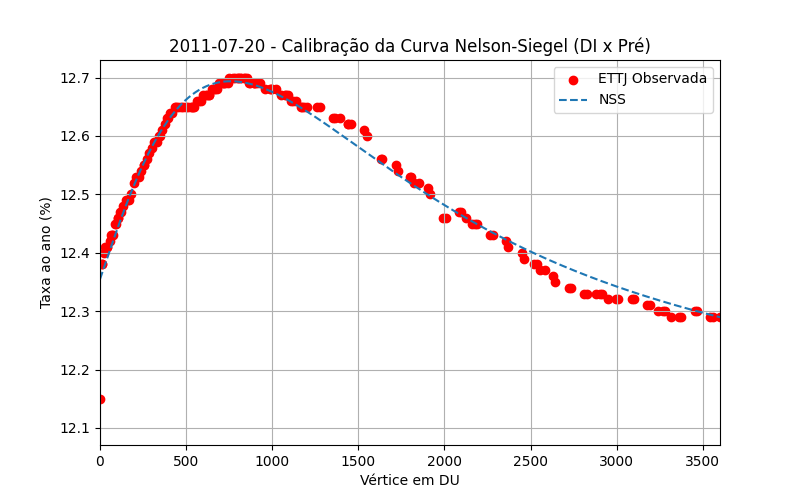 2011-07-20 - Calibração da Curva Nelson-Siegel (DI x Pré)
ETTJ Observada
NSS
Taxa ao ano (%)
12.7
12.6
12.5
12.4
12.3
12.2
12.1
0 500 1000 1500 2000 2500 3000 3500
Vértice em DU